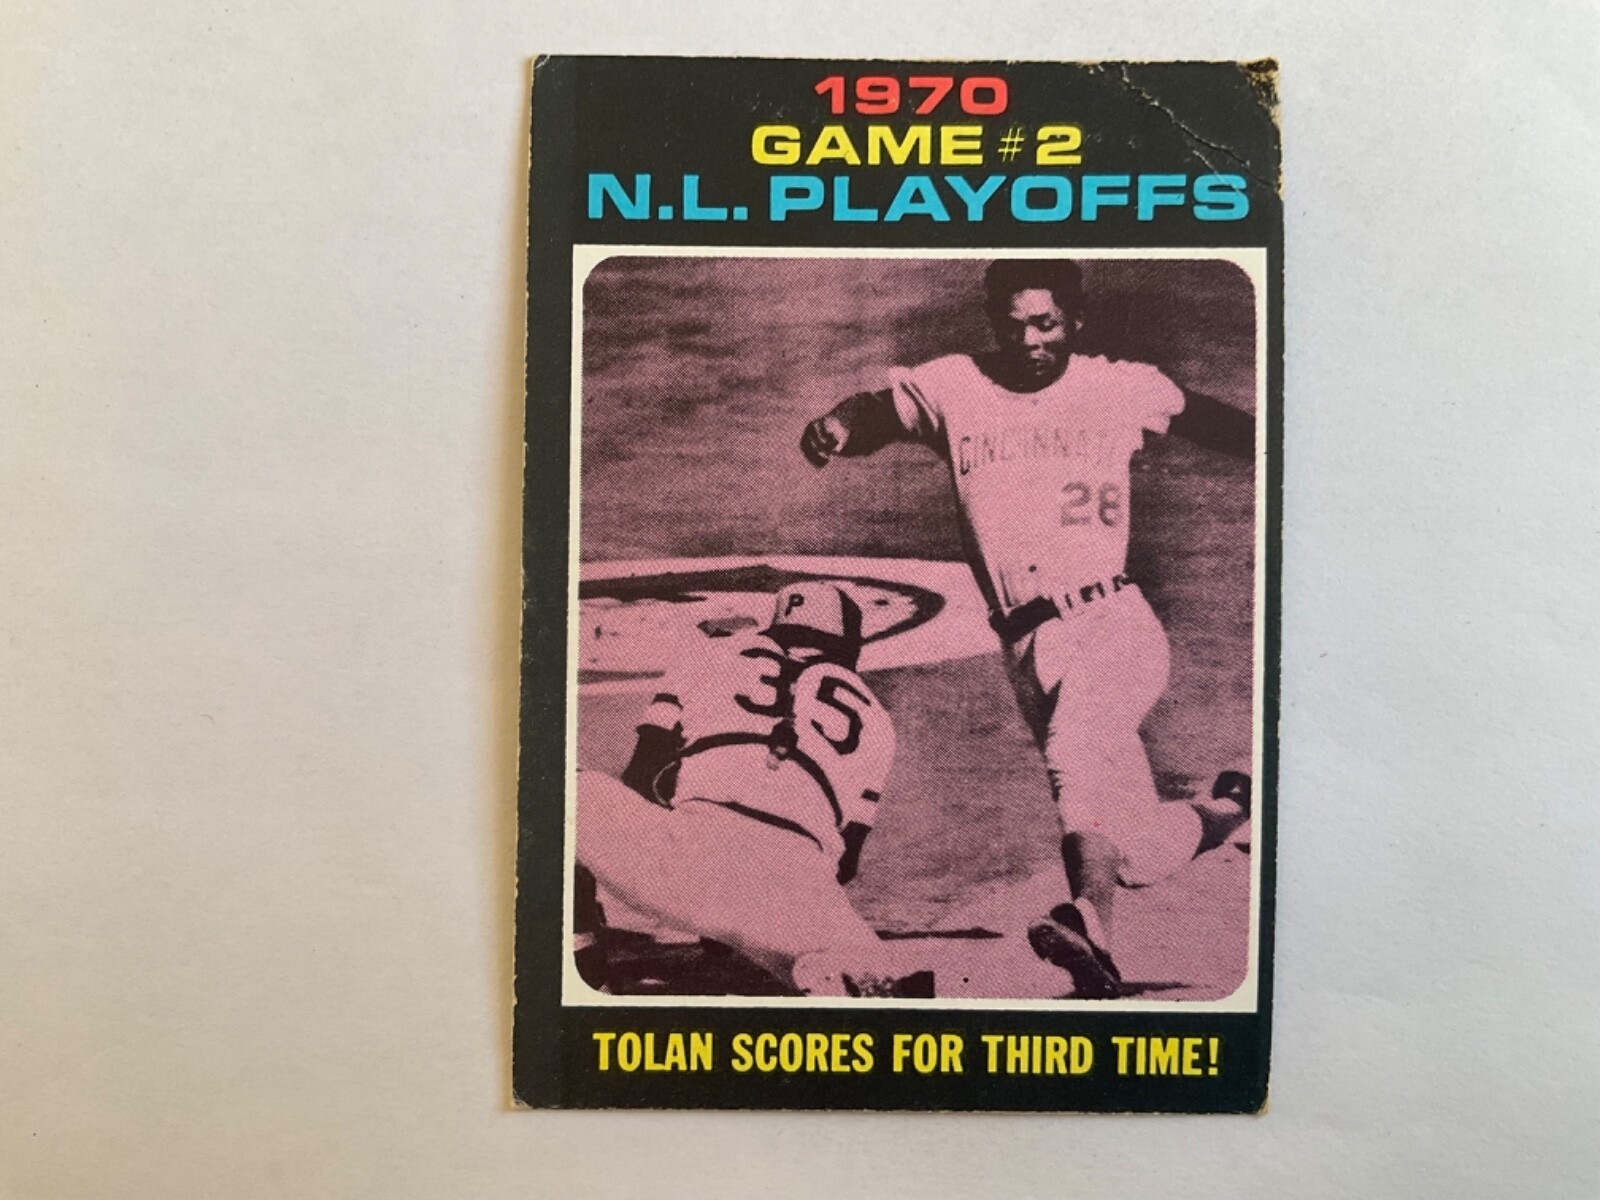 1970
GAME #2
N.L. PLAYOFFS
CINCINNATI
28
P
35
TOLAN SCORES FOR THIRD TIME!